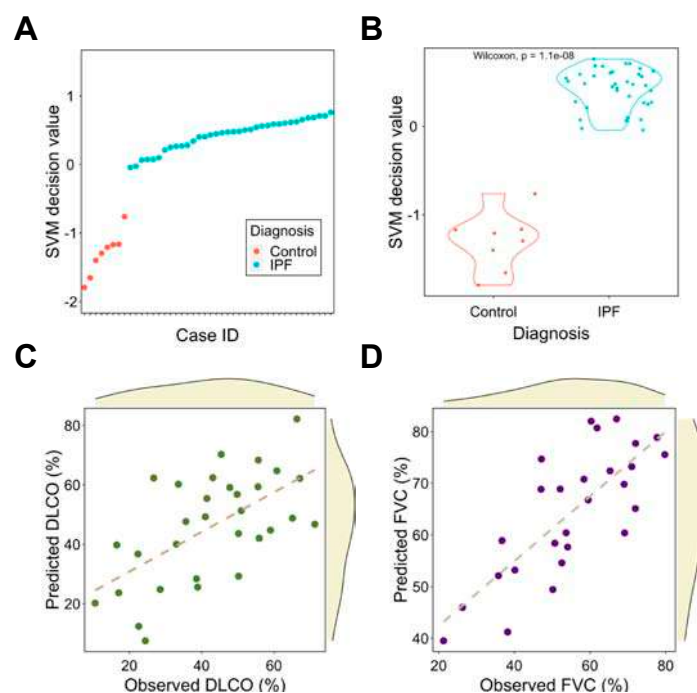 A
SVM decision value
1
0
-1
-2
Diagnosis
Control
IPF
Case ID
B
Wilcoxon, p = 1.1e-08
SVM decision value
0
-1
Control IPF
Diagnosis
C
Predicted DLCO (%)
80
60
40
20
20 40 60
Observed DLCO (%)
D
Predicted FVC (%)
80
70
60
50
40
20 40 60 80
Observed FVC (%)